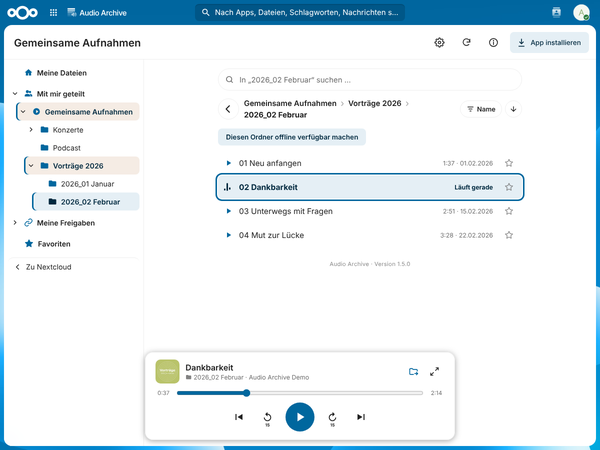 Audio Archive
Nach Apps, Dateien, Schlagworten, Nachrichten s...
A
Gemeinsame Aufnahmen
App installieren
Meine Dateien
Mit mir geteilt
Gemeinsame Aufnahmen
Konzerte
Podcast
Vorträge 2026
2026_01 Januar
2026_02 Februar
Meine Freigaben
Favoriten
Zu Nextcloud
In „2026_02 Februar“ suchen ...
Gemeinsame Aufnahmen › Vorträge 2026 ›
2026_02 Februar
Name
Diesen Ordner offline verfügbar machen
01 Neu anfangen 1:37 · 01.02.2026
02 Dankbarkeit Läuft gerade
03 Unterwegs mit Fragen 2:51 · 15.02.2026
04 Mut zur Lücke 3:28 · 22.02.2026
Audio Archive · Version 1.5.0
Dankbarkeit
2026_02 Februar · Audio Archive Demo
0:37 2:14
15 15